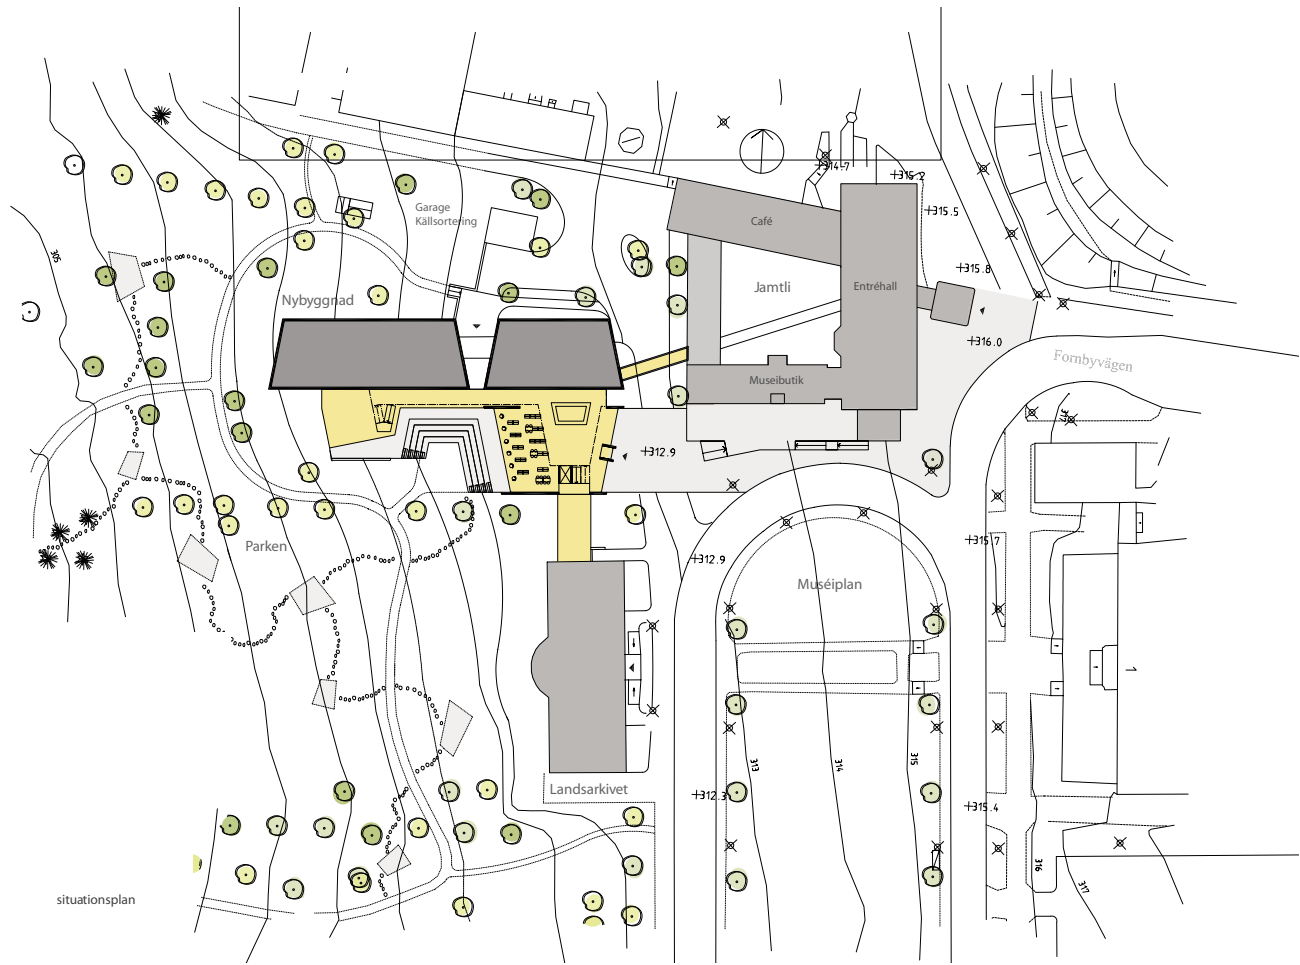 +314.7
+315.2
Garage
Källsortering
Café
+315.5
305
+315.8
Nybyggnad
Jamtli
Entréhall
+316.0
Fornbyvägen
Museibutik
317
+312.9
Parken
+315.7
+312.9
Muséiplan
1
313
314
315
Landsarkivet
+312.3
+315.4
316
317
situationsplan